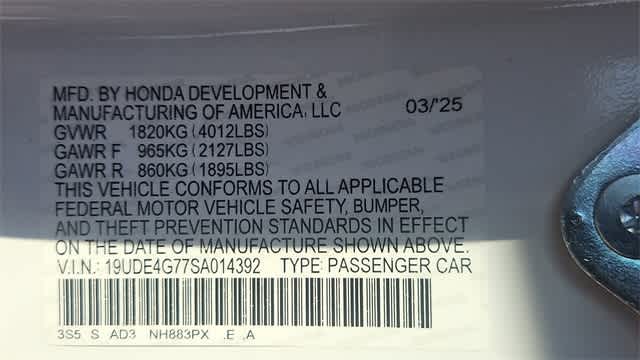 MFD. BY HONDA DEVELOPMENT &
MANUFACTURING OF AMERICA, LLC 03/'25
GVWR 1820KG (4012LBS)
GAWR F 965KG (2127LBS)
GAWR R 860KG (1895LBS)
THIS VEHICLE CONFORMS TO ALL APPLICABLE
FEDERAL MOTOR VEHICLE SAFETY, BUMPER,
AND THEFT PREVENTION STANDARDS IN EFFECT
ON THE DATE OF MANUFACTURE SHOWN ABOVE.
V.I.N.: 19UDE4G77SA014392 TYPE: PASSENGER CAR
3S5 S AD3 NH883PX .E ,A